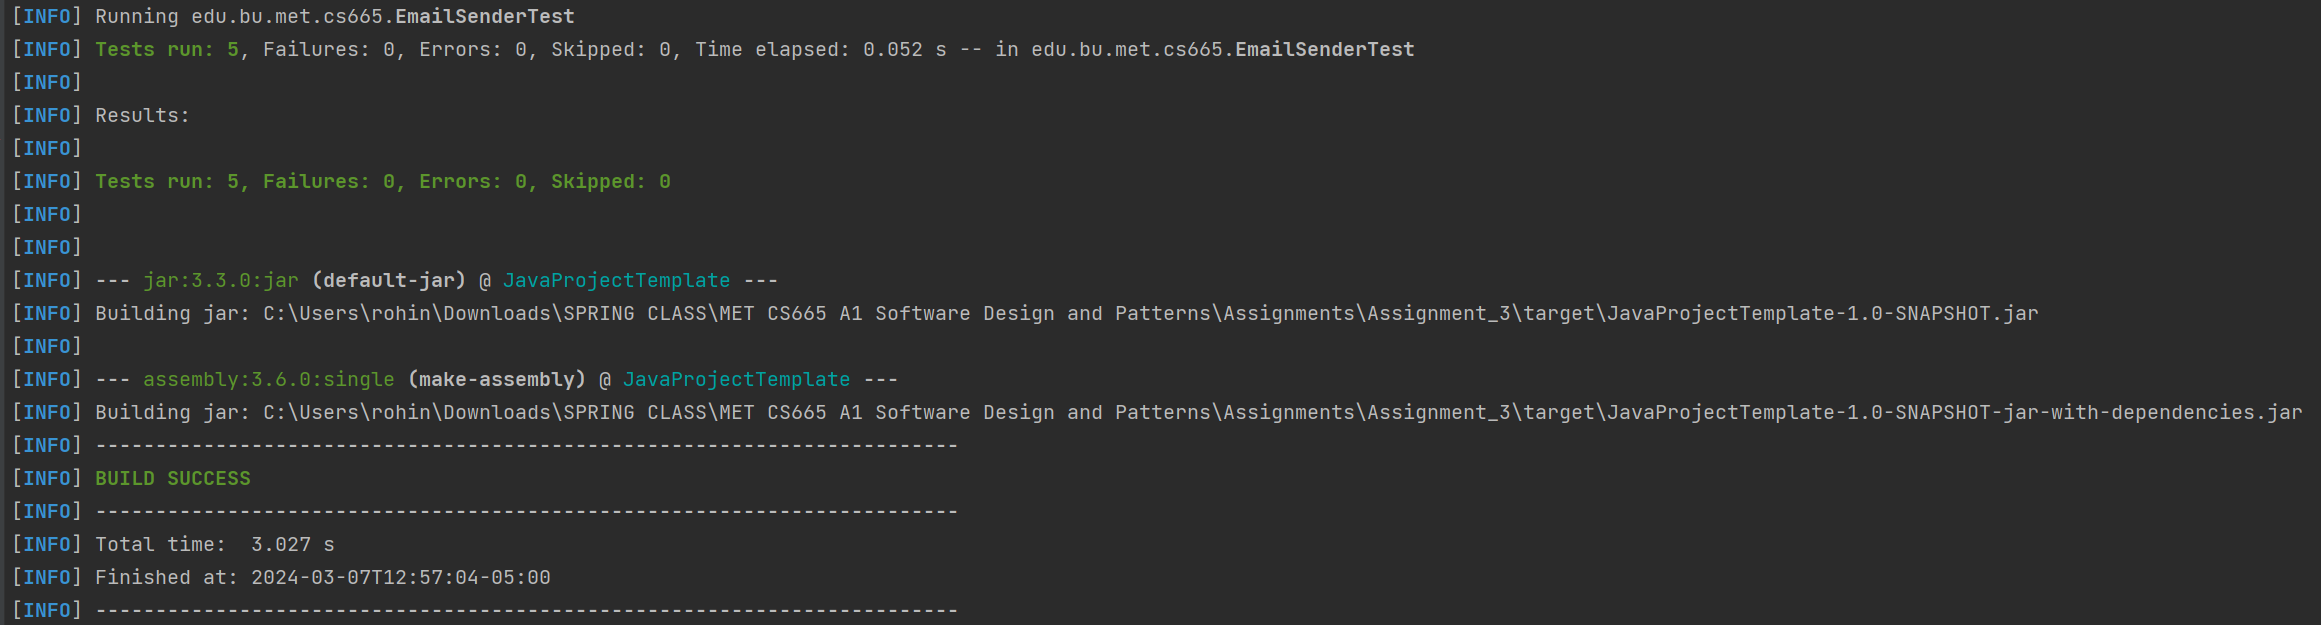 [INFO] Running edu.bu.met.cs665.EmailSenderTest
[INFO] Tests run: 5, Failures: 0, Errors: 0, Skipped: 0, Time elapsed: 0.052 s -- in edu.bu.met.cs665.EmailSenderTest
[INFO]
[INFO] Results:
[INFO]
[INFO] Tests run: 5, Failures: 0, Errors: 0, Skipped: 0
[INFO]
[INFO]
[INFO] --- jar:3.3.0:jar (default-jar) @ JavaProjectTemplate ---
[INFO] Building jar: C:\Users\rohin\Downloads\SPRING CLASS\MET CS665 A1 Software Design and Patterns\Assignments\Assignment_3\target\JavaProjectTemplate-1.0-SNAPSHOT.jar
[INFO]
[INFO] --- assembly:3.6.0:single (make-assembly) @ JavaProjectTemplate ---
[INFO] Building jar: C:\Users\rohin\Downloads\SPRING CLASS\MET CS665 A1 Software Design and Patterns\Assignments\Assignment_3\target\JavaProjectTemplate-1.0-SNAPSHOT-jar-with-dependencies.jar
[INFO] ------------------------------------------------------------------------
[INFO] BUILD SUCCESS
[INFO] ------------------------------------------------------------------------
[INFO] Total time:  3.027 s
[INFO] Finished at: 2024-03-07T12:57:04-05:00
[INFO] ------------------------------------------------------------------------